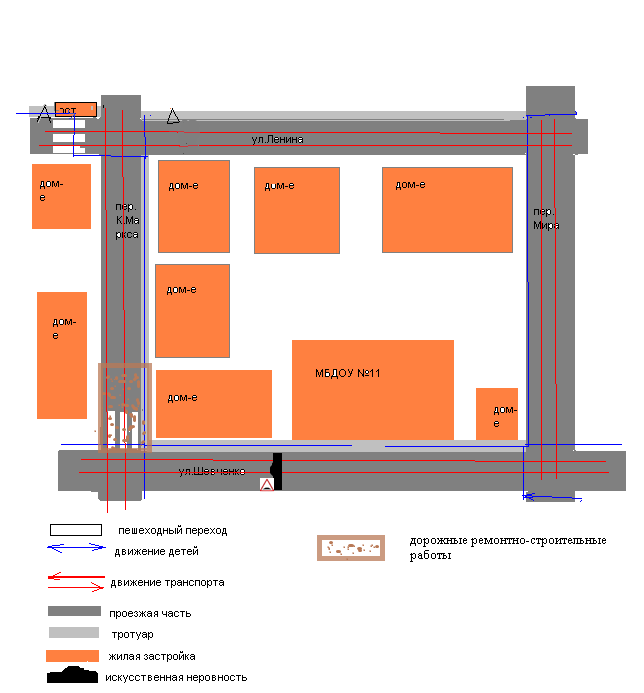 ул.Ленина
дом-
е
дом-е
дом-е
дом-е
пер.
К.Ма
ркса
пер.
Мира
дом-е
дом-
е
МБДОУ №11
дом-е
дом-
е
ул.Шевченко
пешеходный переход
движение детей
дорожные ремонтно-строительные
работы
движение транспорта
проезжая часть
тротуар
жилая застройка
искусственная неровность